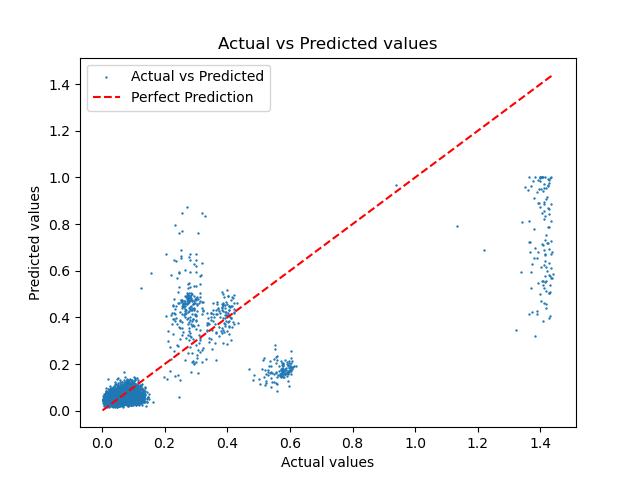 Actual vs Predicted values
Actual vs Predicted
Perfect Prediction
1.4
1.2
1.0
0.8
0.6
0.4
0.2
0.0
Predicted values
0.0 0.2 0.4 0.6 0.8 1.0 1.2 1.4
Actual values